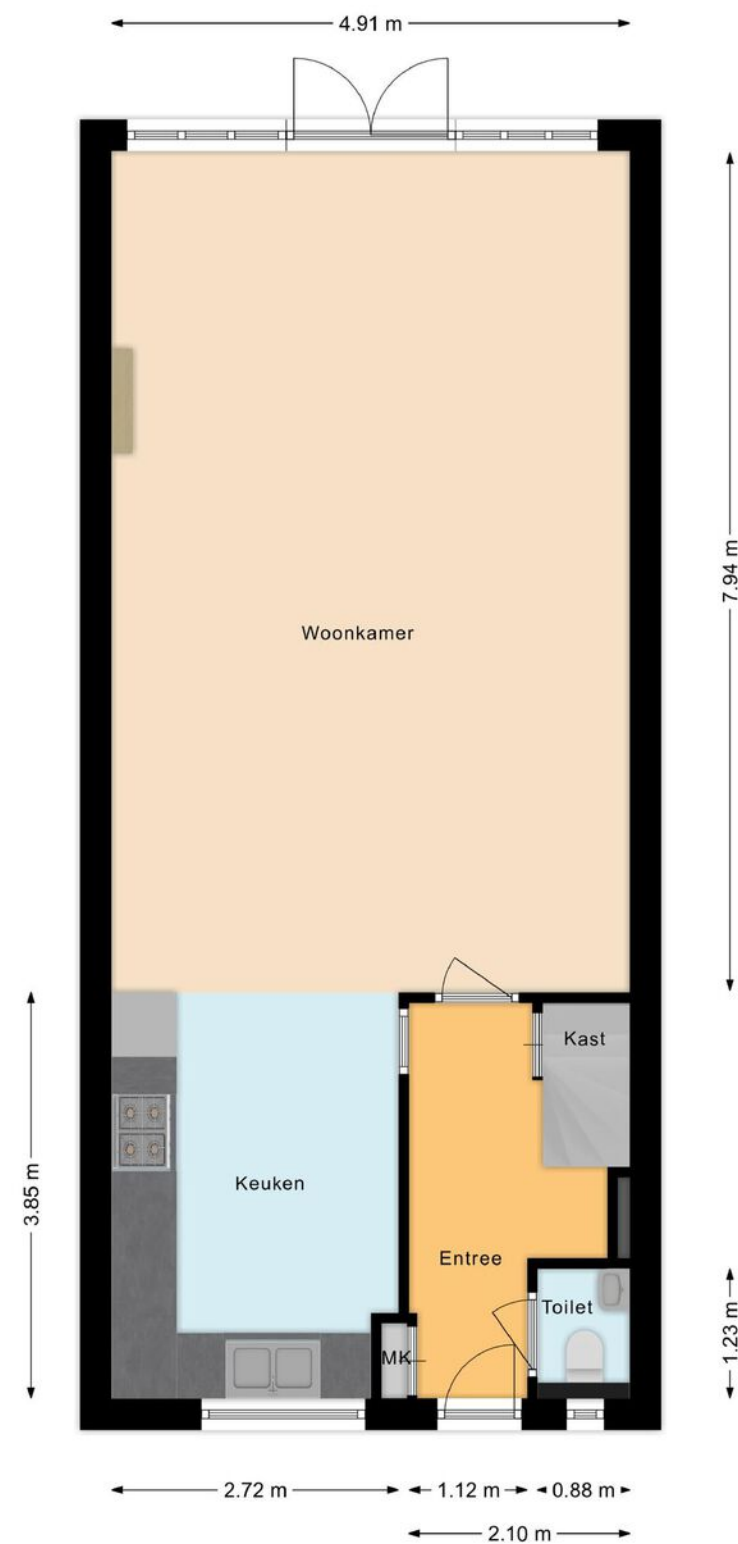 4.91 m
7.94 m
Woonkamer
Kast
3.85 m
Keuken
Entree
Toilet
1.23 m
MK
2.72 m
1.12 m
0.88 m
2.10 m